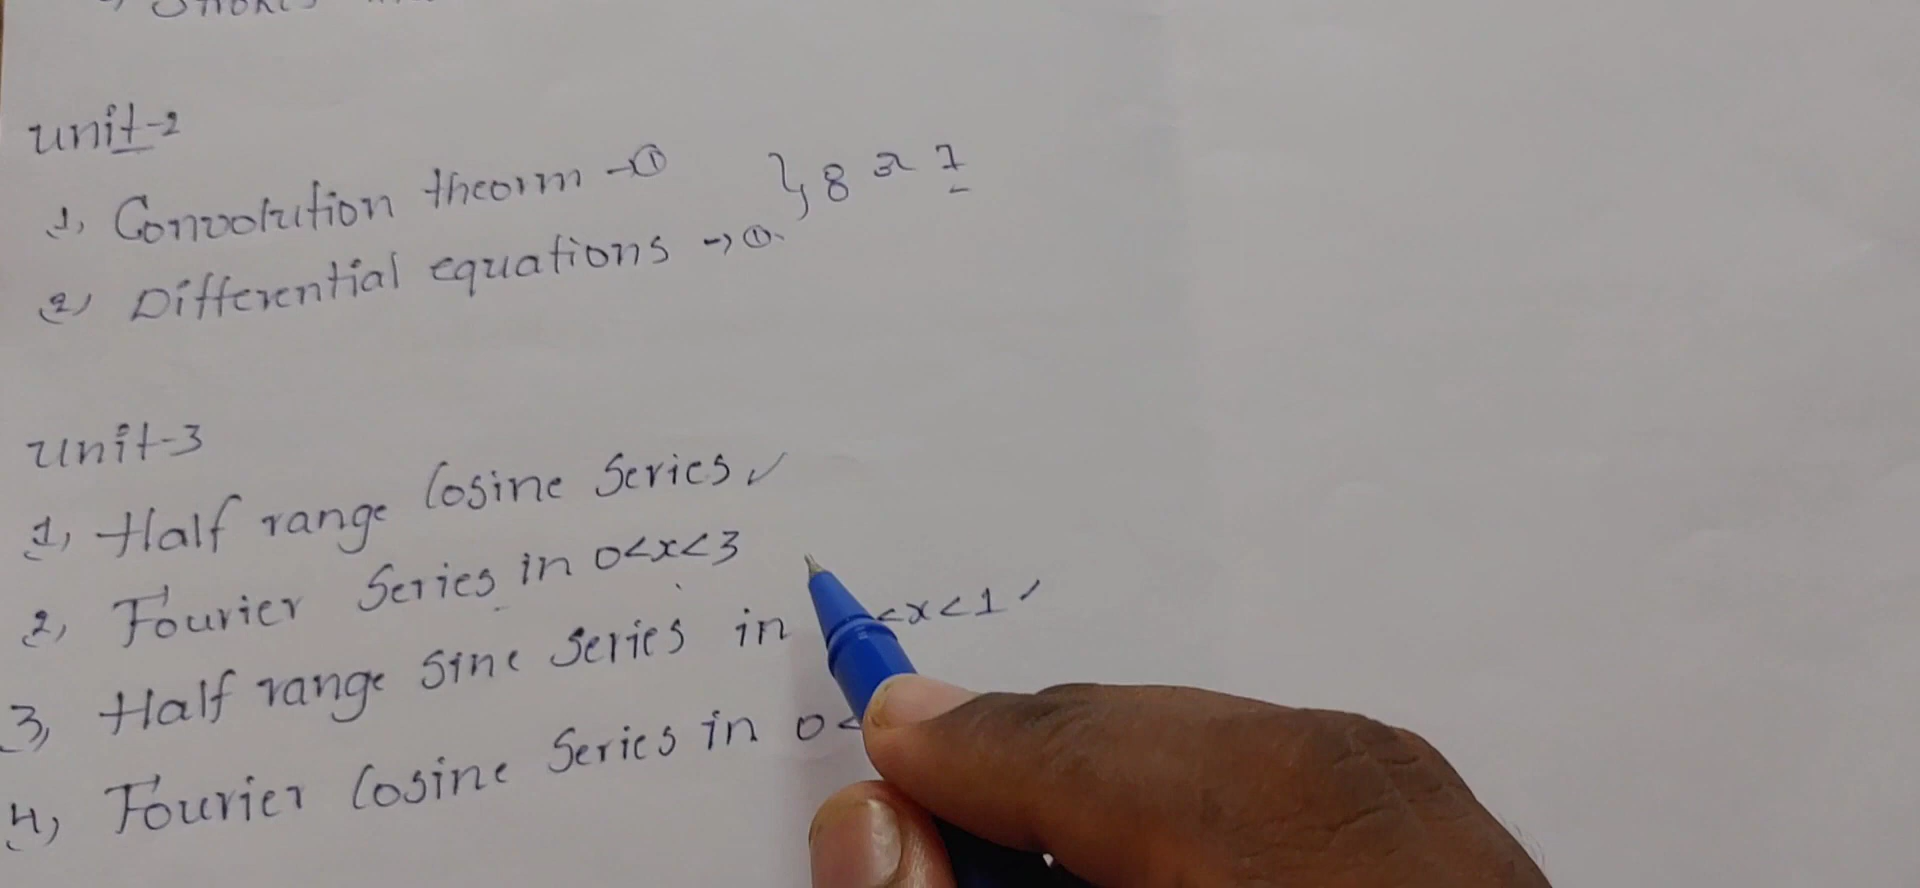 Unit-2
1, Convolution theorm → ①
2) Differential equations → ①. } 8 7
Unit-3
1, Half range Cosine Series ✓
2, Fourier Series in 0<x<3
3, Half range Sine Series in <x<1 ✓
4, Fourier Cosine Series in 0<